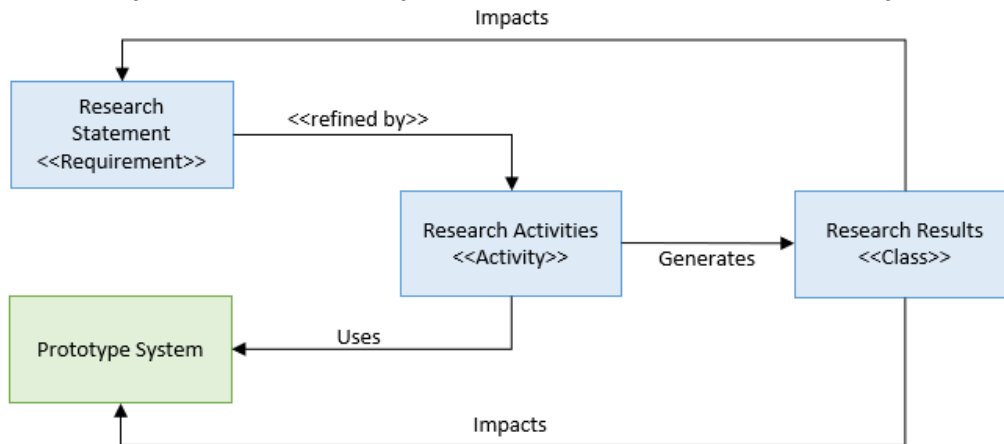 Impacts
Research
Statement
<<Requirement>>
<<refined by>>
Research Activities
<<Activity>>
Generates
Research Results
<<Class>>
Prototype System
Uses
Impacts